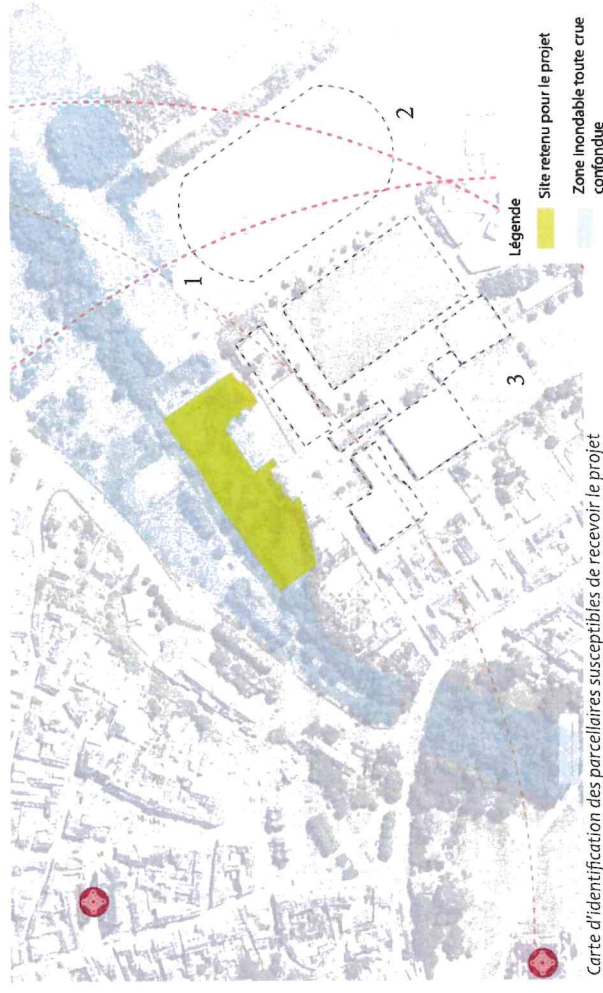 1
2
3
Légende
Site retenu pour le projet
Zone inondable toute crue
confondue
Carte d'identification des parcellaires susceptibles de recevoir le projet